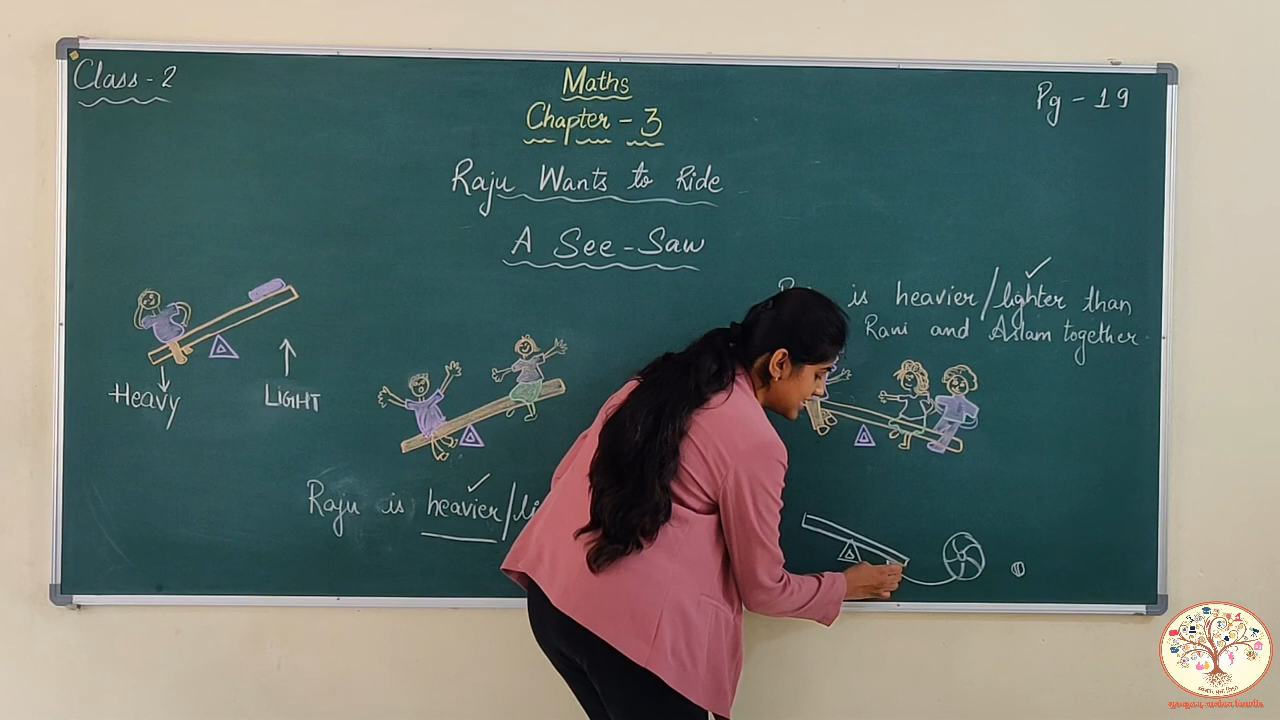 Class - 2
Maths
Pg - 19
Chapter - 3
Raju Wants to Ride
A See-Saw
is heavier/lighter than
Rani and Aslam together.
HEAVY
LIGHT
Raju is heavier/li